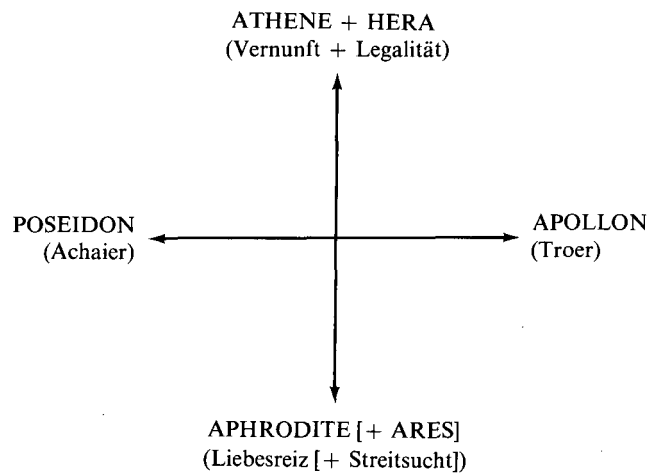 ATHENE + HERA
(Vernunft + Legalität)
POSEIDON
(Achaier)
APOLLON
(Troer)
APHRODITE [+ ARES]
(Liebesreiz [+ Streitsucht])